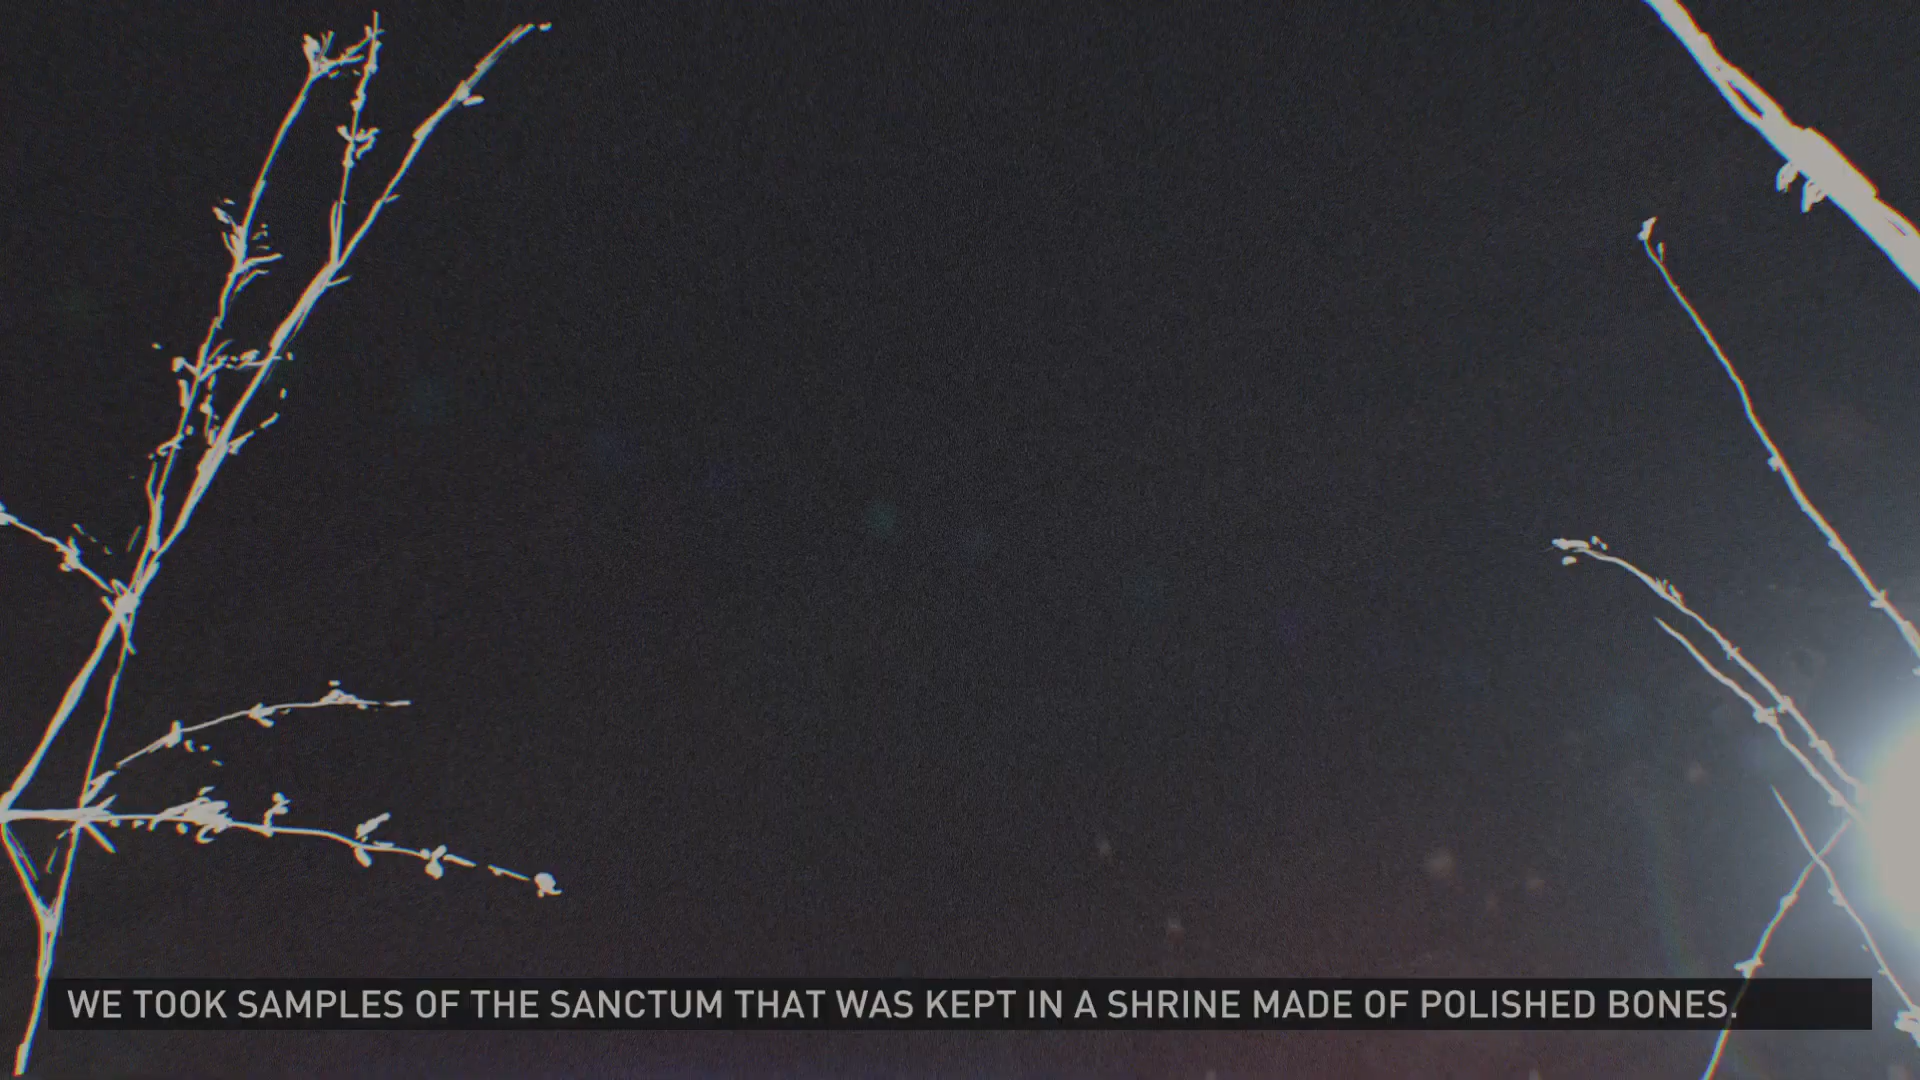 WE TOOK SAMPLES OF THE SANCTUM THAT WAS KEPT IN A SHRINE MADE OF POLISHED BONES.